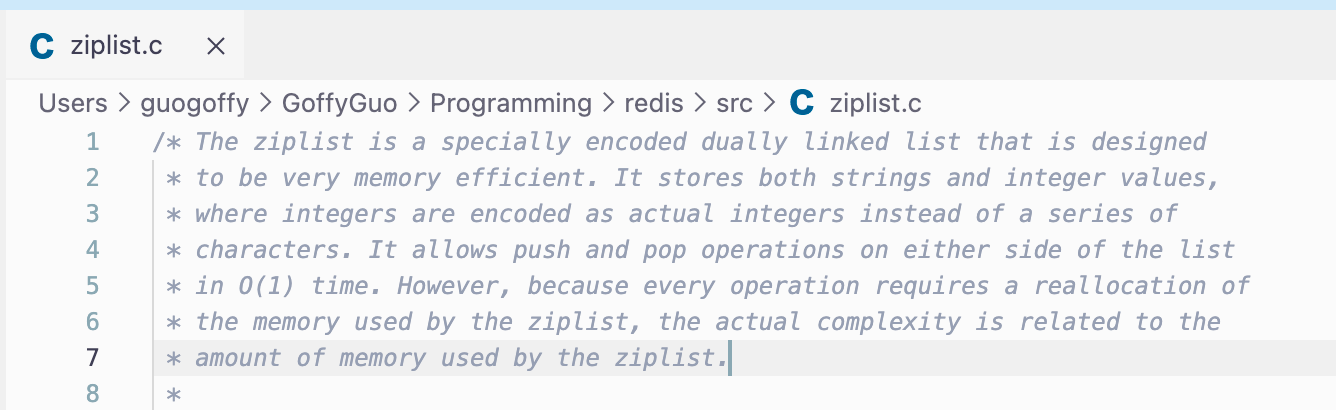 ziplist.c
Users > guogoffy > GoffyGuo > Programming > redis > src > C ziplist.c
1 /* The ziplist is a specially encoded dually linked list that is designed
2 * to be very memory efficient. It stores both strings and integer values,
3 * where integers are encoded as actual integers instead of a series of
4 * characters. It allows push and pop operations on either side of the list
5 * in O(1) time. However, because every operation requires a reallocation of
6 * the memory used by the ziplist, the actual complexity is related to the
7 * amount of memory used by the ziplist.
8 *